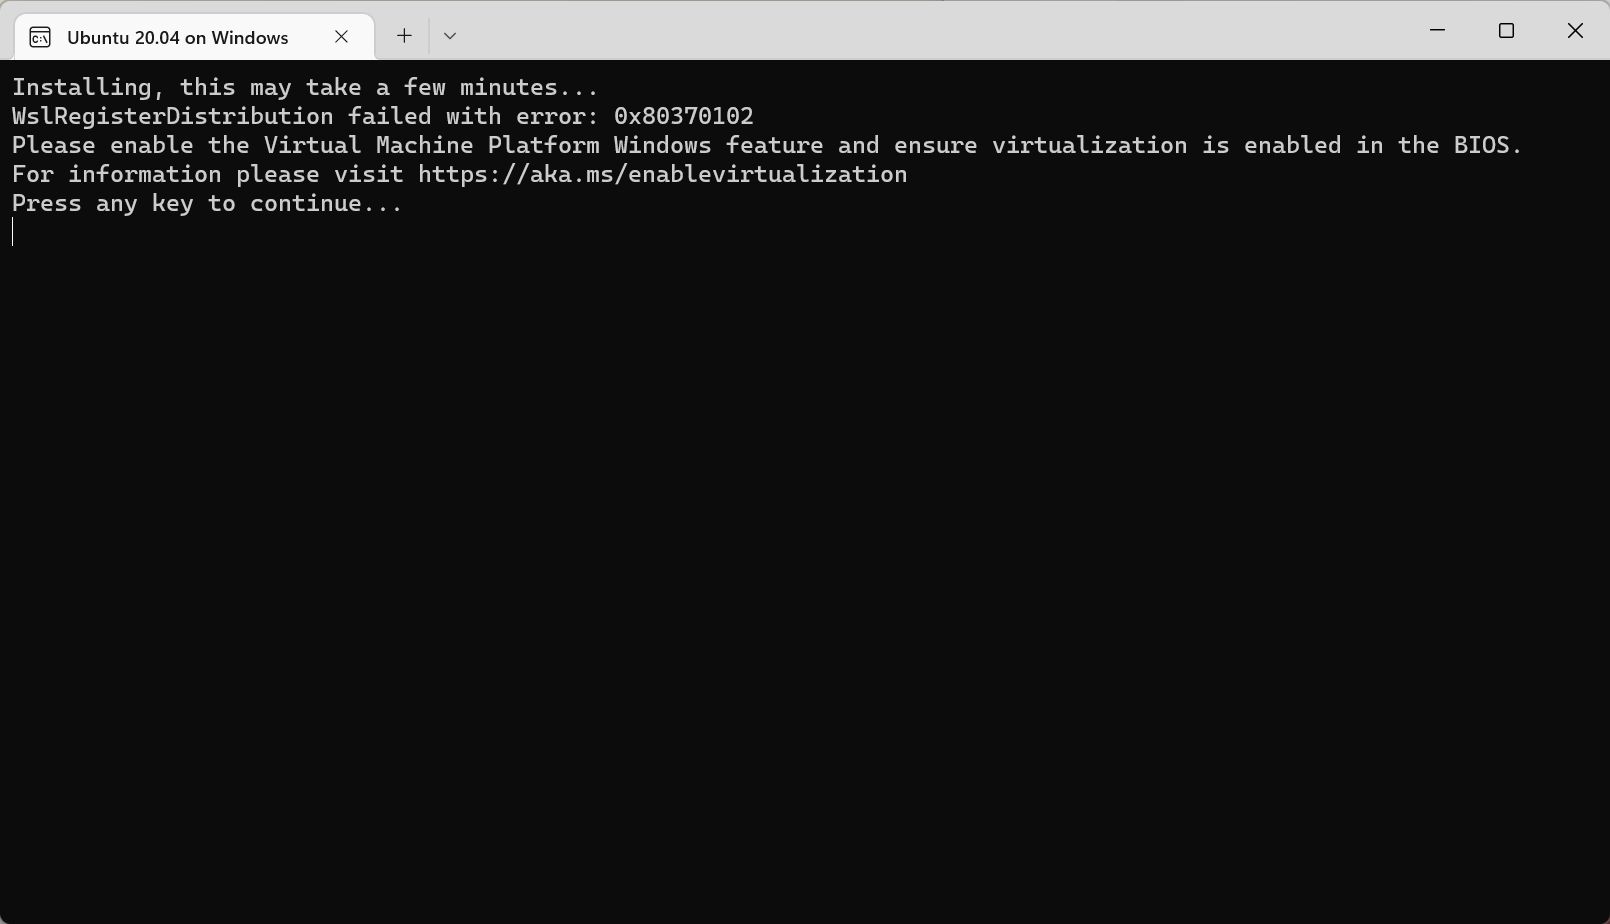 Ubuntu 20.04 on Windows
Installing, this may take a few minutes...
WslRegisterDistribution failed with error: 0x80370102
Please enable the Virtual Machine Platform Windows feature and ensure virtualization is enabled in the BIOS.
For information please visit https://aka.ms/enablevirtualization
Press any key to continue...